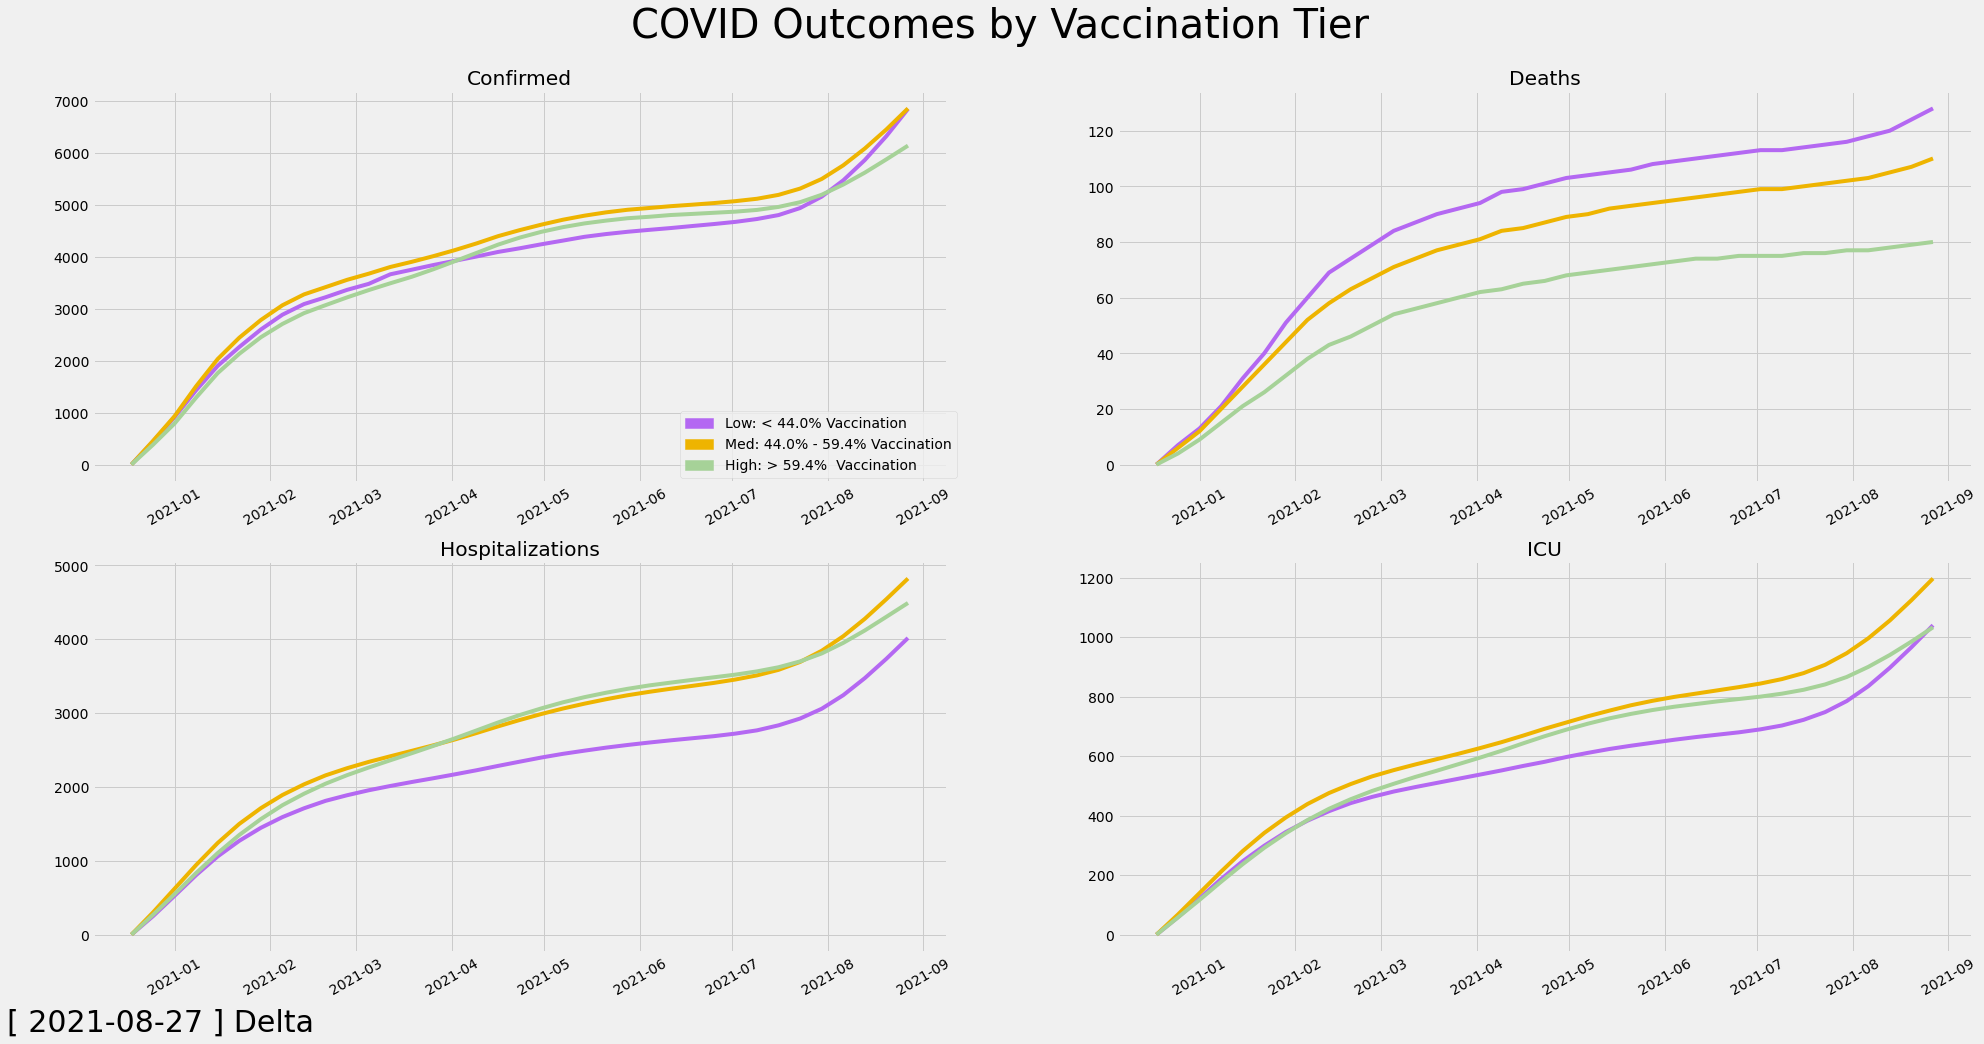 COVID Outcomes by Vaccination Tier
Confirmed
7000
6000
5000
4000
3000
2000
1000
0
Low: < 44.0% Vaccination
Med: 44.0% - 59.4% Vaccination
High: > 59.4%  Vaccination
2021-01 2021-02 2021-03 2021-04 2021-05 2021-06 2021-07 2021-08 2021-09
Deaths
120
100
80
60
40
20
0
2021-01 2021-02 2021-03 2021-04 2021-05 2021-06 2021-07 2021-08 2021-09
Hospitalizations
5000
4000
3000
2000
1000
0
2021-01 2021-02 2021-03 2021-04 2021-05 2021-06 2021-07 2021-08 2021-09
ICU
1200
1000
800
600
400
200
0
2021-01 2021-02 2021-03 2021-04 2021-05 2021-06 2021-07 2021-08 2021-09
[ 2021-08-27 ] Delta